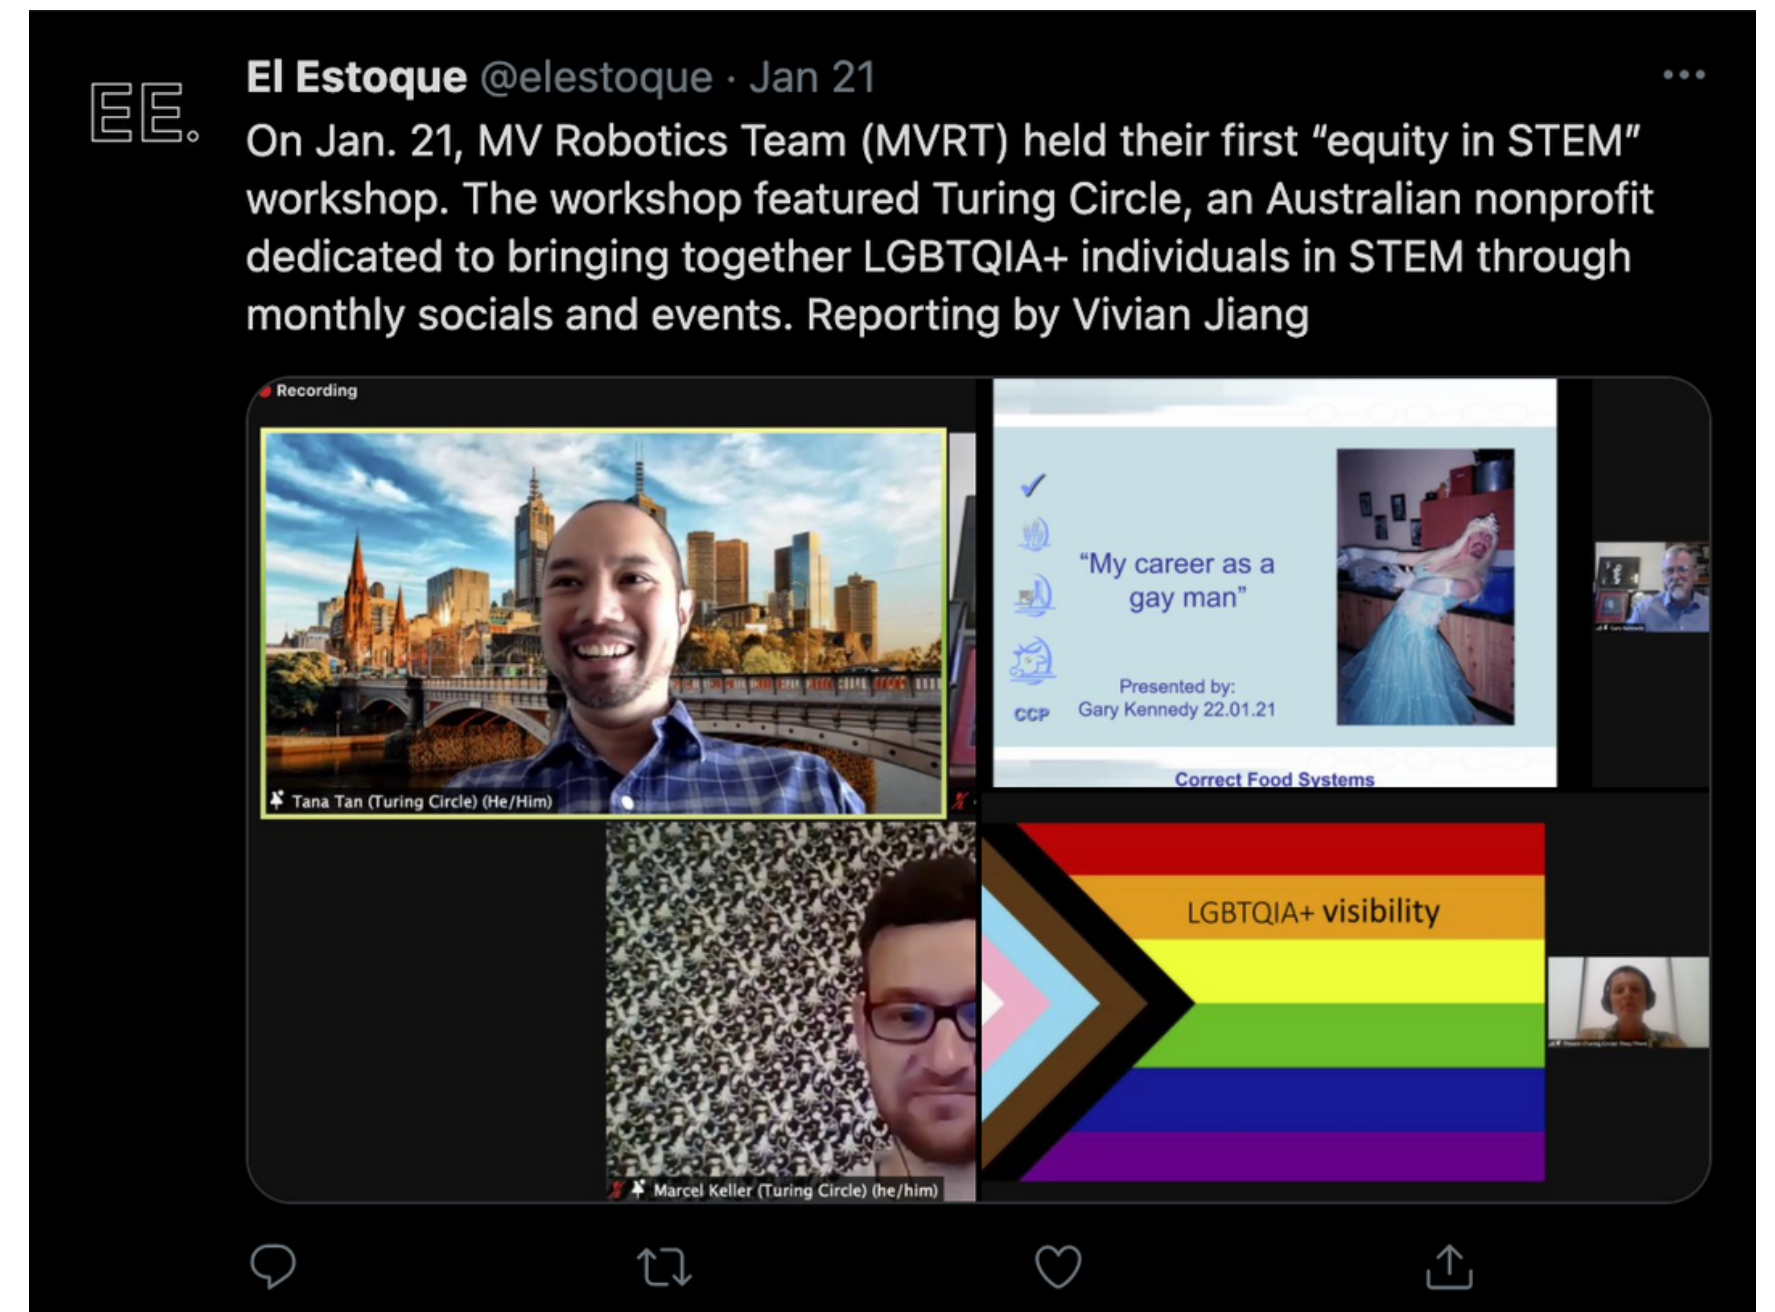 EE.
El Estoque @elestoque · Jan 21
On Jan. 21, MV Robotics Team (MVRT) held their first “equity in STEM”
workshop. The workshop featured Turing Circle, an Australian nonprofit
dedicated to bringing together LGBTQIA+ individuals in STEM through
monthly socials and events. Reporting by Vivian Jiang
Recording
Tana Tan (Turing Circle) (He/Him)
“My career as a
gay man”
Presented by:
Gary Kennedy 22.01.21
CCP
Correct Food Systems
Gary Kennedy
Marcel Keller (Turing Circle) (he/him)
LGBTQIA+ visibility